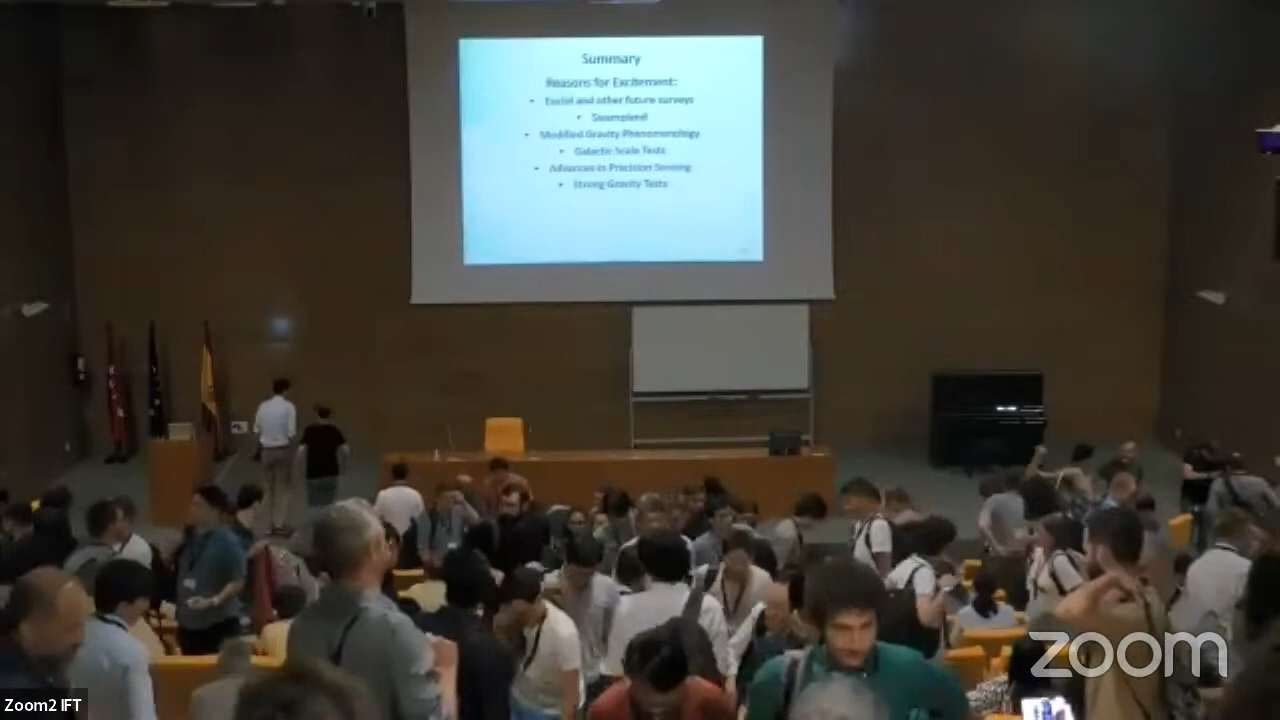 Summary
Reasons for Excitement:
• Euclid and other future surveys
• Swampland
• Modified Gravity Phenomenology
• Galactic Scale Tests
• Advances in Precision Sensing
• Strong Gravity Tests
zoom
Zoom2 IFT